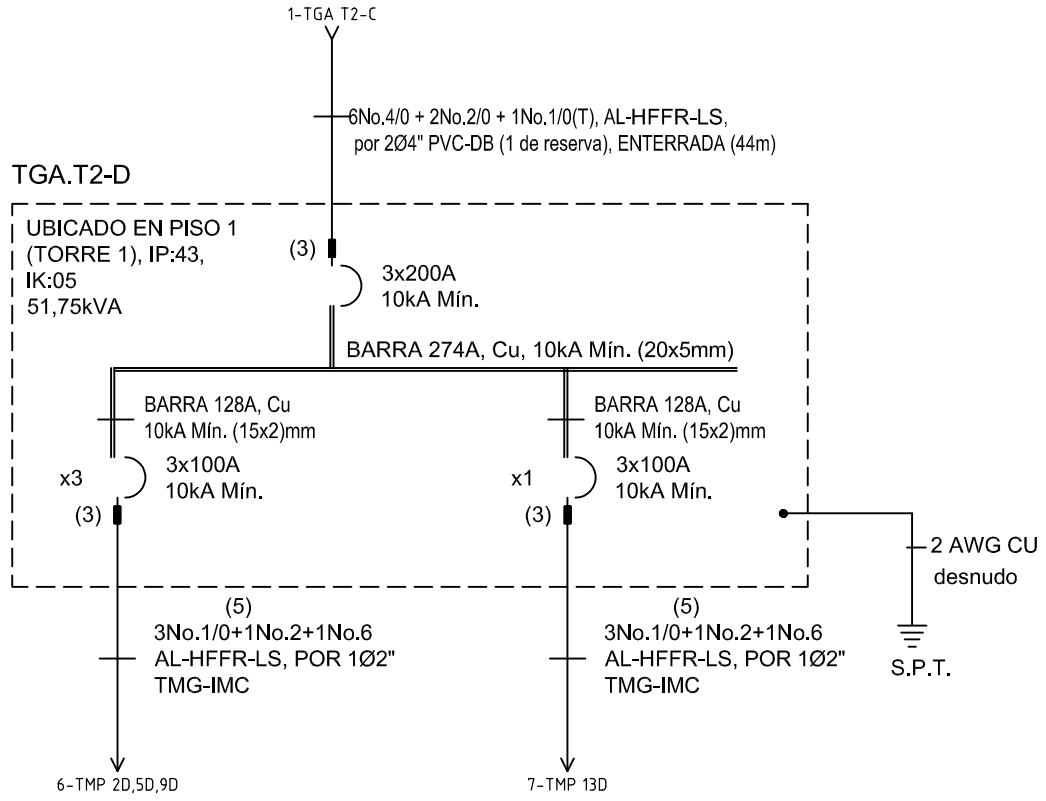 1-TGA T2-C
6No.4/0 + 2No.2/0 + 1No.1/0(T), AL-HFFR-LS,
por 2Ø4" PVC-DB (1 de reserva), ENTERRADA (44m)
TGA.T2-D
UBICADO EN PISO 1
(TORRE 1), IP:43,
IK:05
51,75kVA
(3)
3x200A
10kA Mín.
BARRA 274A, Cu, 10kA Mín. (20x5mm)
BARRA 128A, Cu
10kA Mín. (15x2)mm
x3
3x100A
10kA Mín.
(3)
BARRA 128A, Cu
10kA Mín. (15x2)mm
x1
3x100A
10kA Mín.
(3)
2 AWG CU
desnudo
S.P.T.
(5)
3No.1/0+1No.2+1No.6
AL-HFFR-LS, POR 1Ø2"
TMG-IMC
(5)
3No.1/0+1No.2+1No.6
AL-HFFR-LS, POR 1Ø2"
TMG-IMC
6-TMP 2D,5D,9D
7-TMP 13D